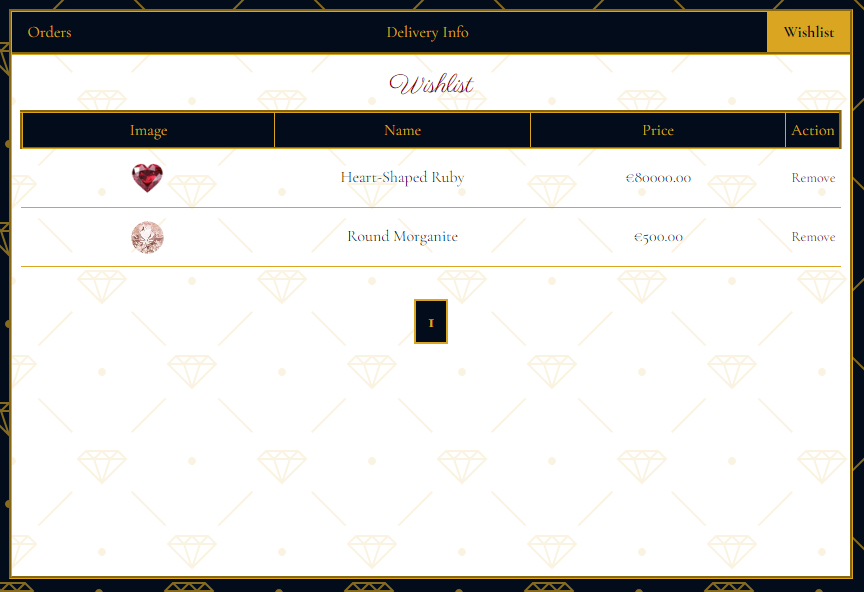 Orders Delivery Info Wishlist
Wishlist
Image Name Price Action
Heart-Shaped Ruby €80000.00 Remove
Round Morganite €500.00 Remove
1